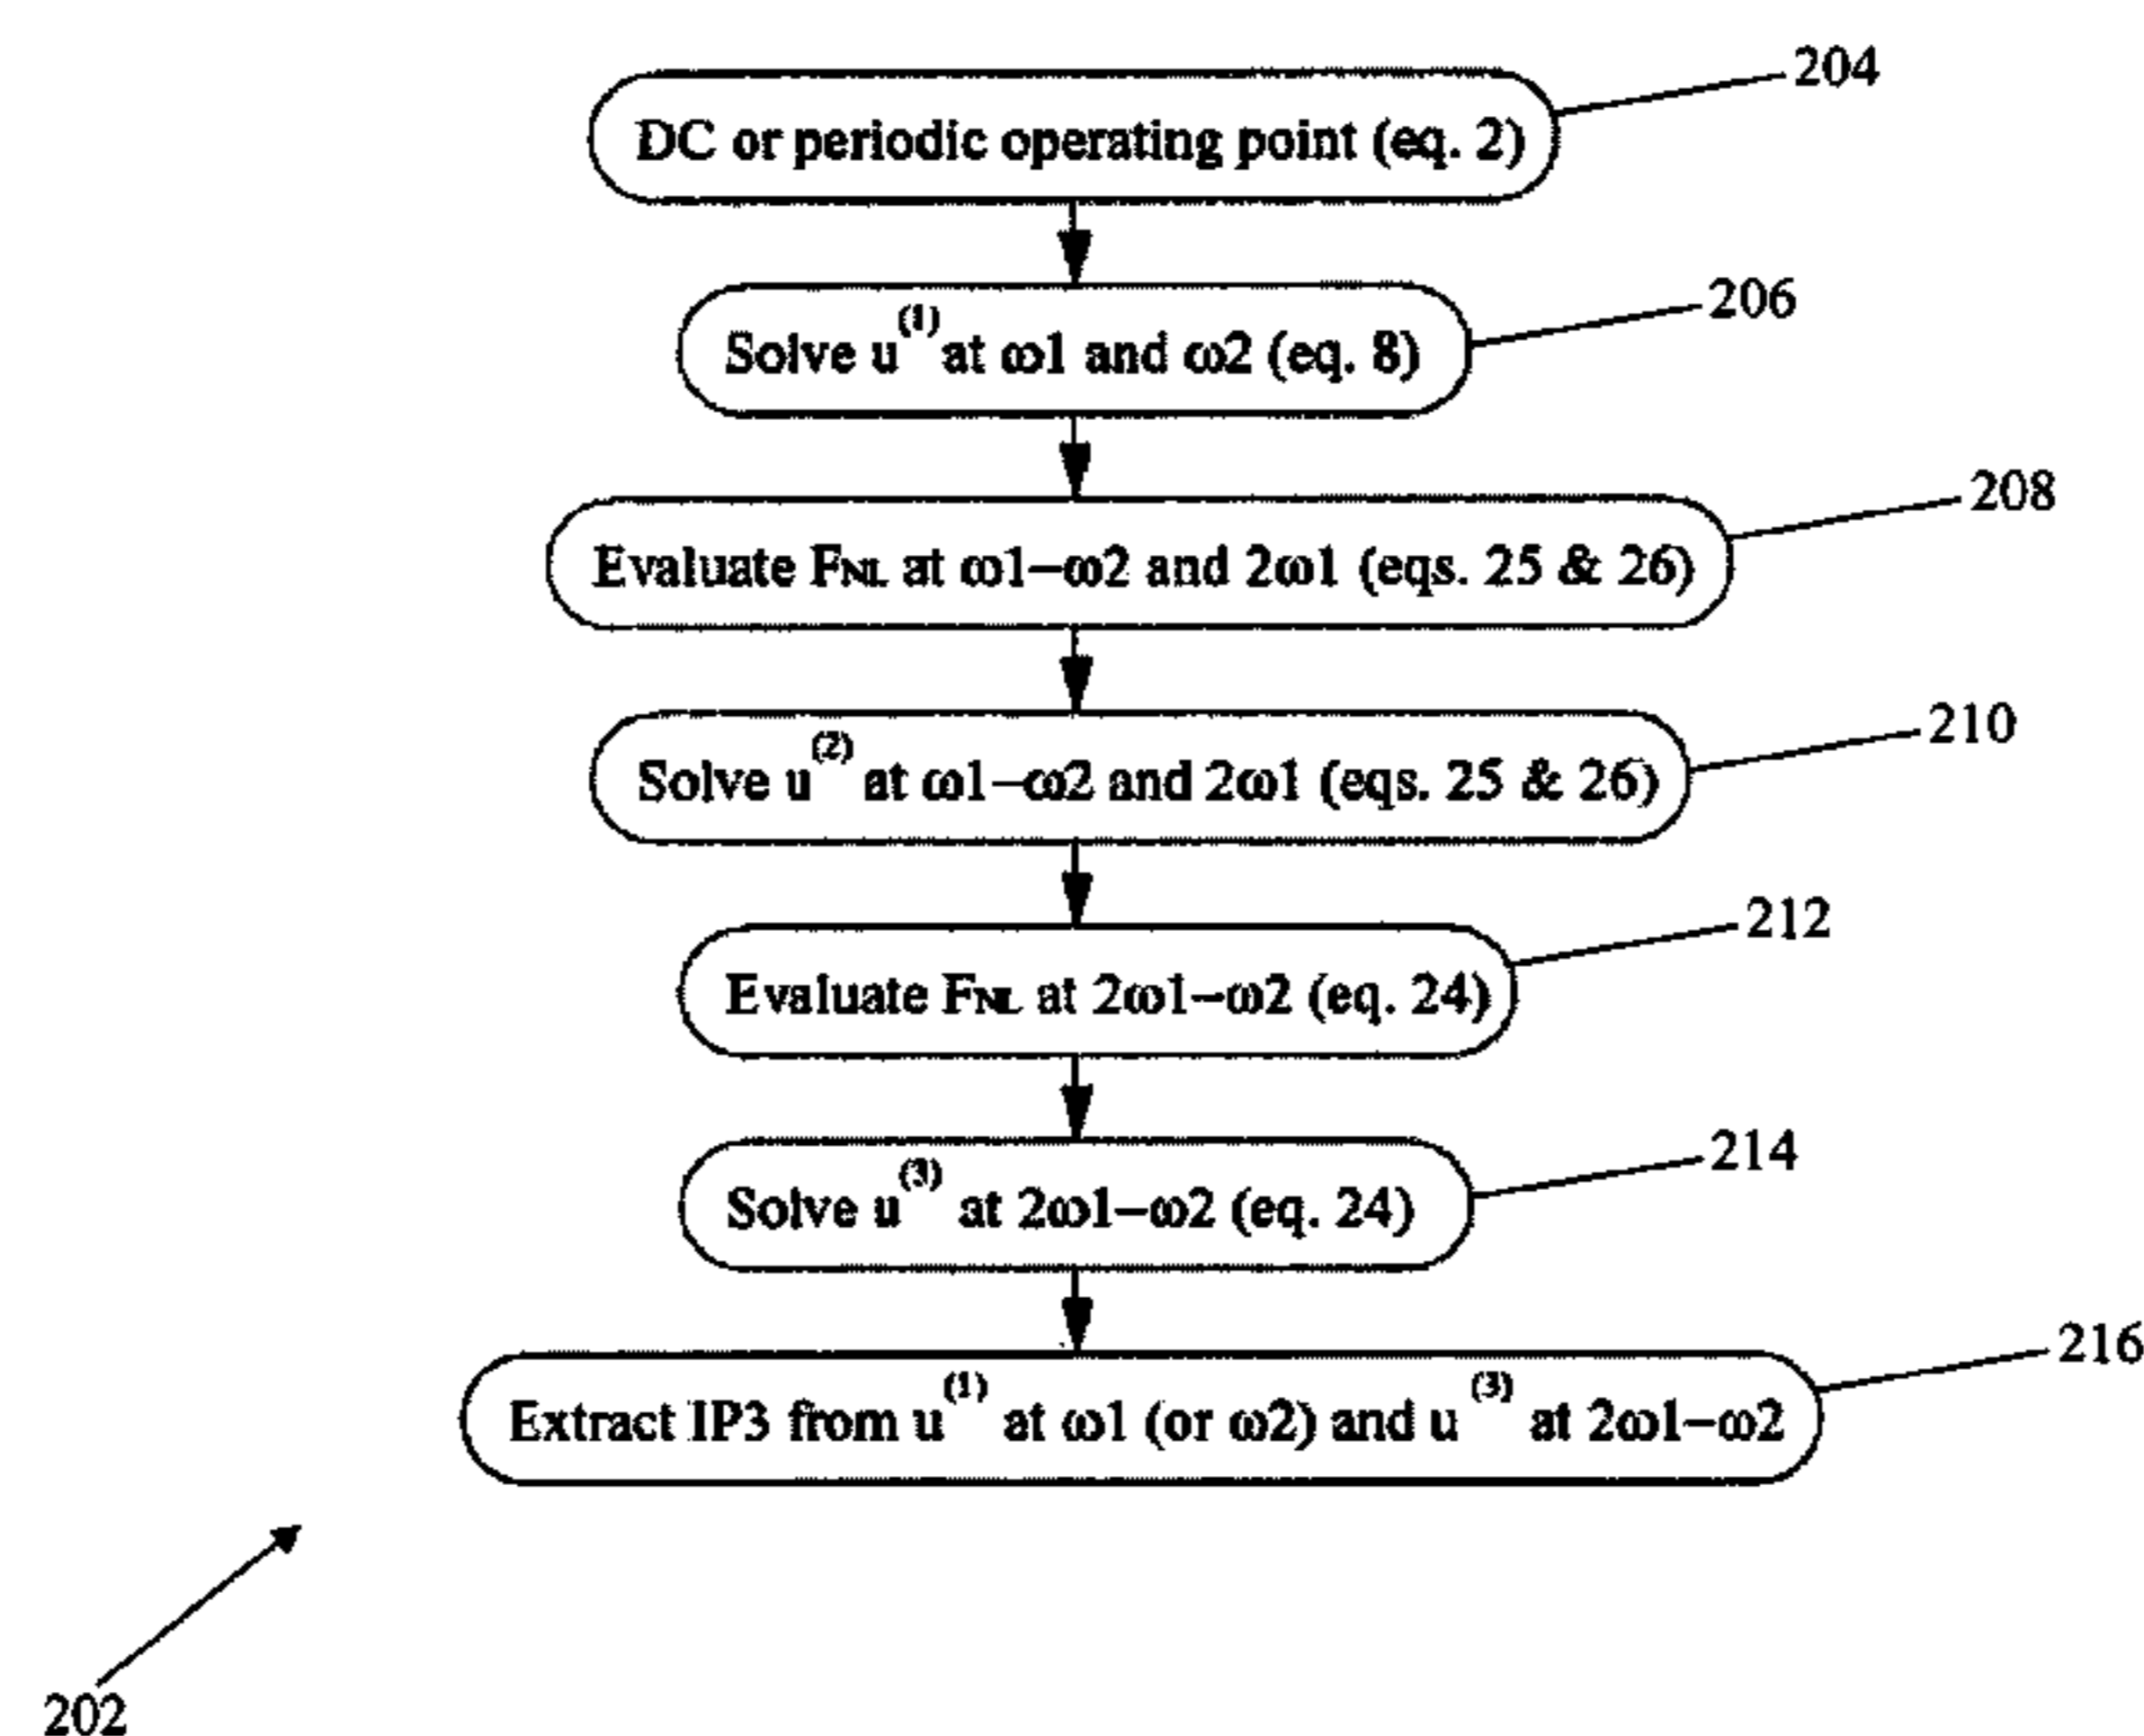 204
DC or periodic operating point (eq. 2)
206
Solve u⁽¹⁾ at ω1 and ω2 (eq. 8)
208
Evaluate FNL at ω1–ω2 and 2ω1 (eqs. 25 & 26)
210
Solve u⁽²⁾ at ω1–ω2 and 2ω1 (eqs. 25 & 26)
212
Evaluate FNL at 2ω1–ω2 (eq. 24)
214
Solve u⁽³⁾ at 2ω1–ω2 (eq. 24)
216
Extract IP3 from u⁽¹⁾ at ω1 (or ω2) and u⁽³⁾ at 2ω1–ω2
202